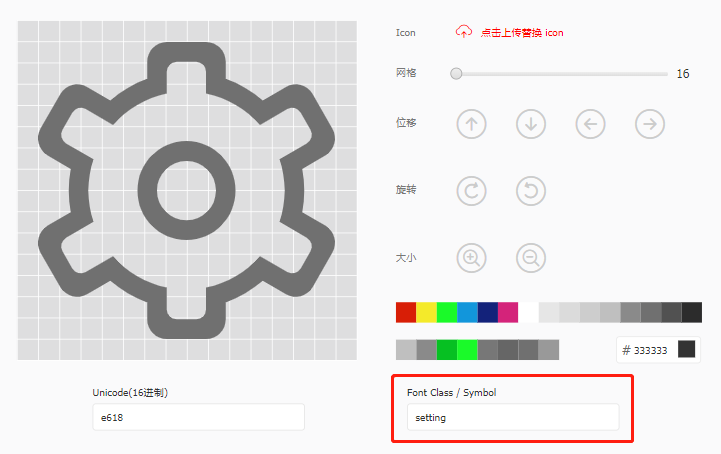 Icon
点击上传替换 icon
网格
16
位移
旋转
大小
# 333333
Unicode(16进制)
e618
Font Class / Symbol
setting